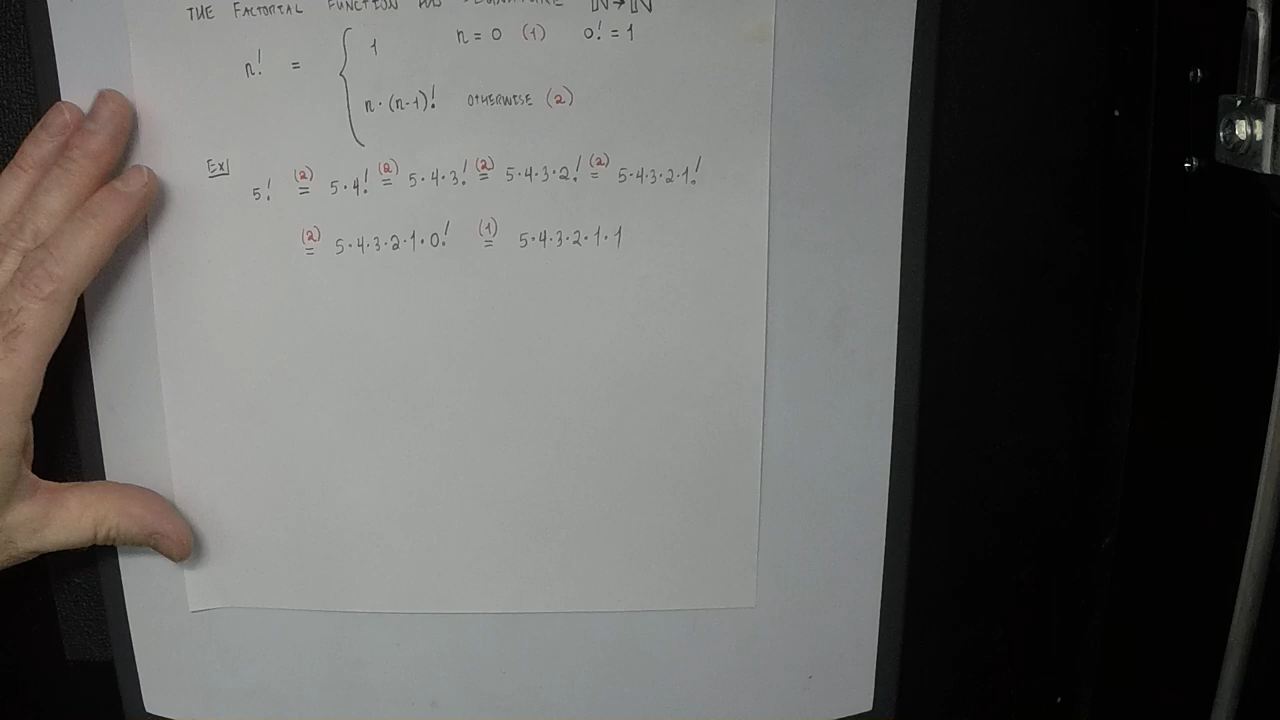 THE FACTORIAL FUNCTION HAS SIGNATURE ℕ→ℕ
1 n = 0 (1) 0! = 1
n! = {
n · (n-1)! OTHERWISE (2)
Ex| 5! (2)= 5·4! (2)= 5·4·3! (2)= 5·4·3·2! (2)= 5·4·3·2·1!
(2)= 5·4·3·2·1·0! (1)= 5·4·3·2·1·1